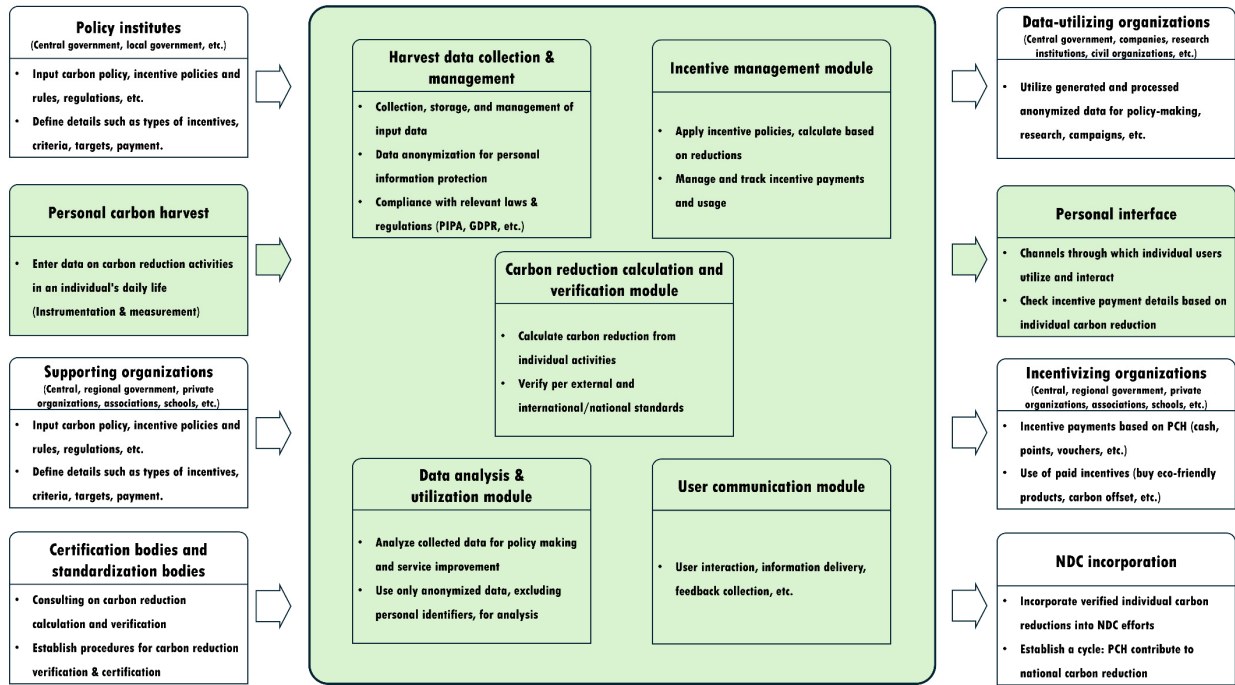 Policy institutes
(Central government, local government, etc.)
• Input carbon policy, incentive policies and
rules, regulations, etc.
• Define details such as types of incentives,
criteria, targets, payment.
Personal carbon harvest
• Enter data on carbon reduction activities
in an individual's daily life
(Instrumentation & measurement)
Supporting organizations
(Central, regional government, private
organizations, associations, schools, etc.)
• Input carbon policy, incentive policies and
rules, regulations, etc.
• Define details such as types of incentives,
criteria, targets, payment.
Certification bodies and
standardization bodies
• Consulting on carbon reduction
calculation and verification
• Establish procedures for carbon reduction
verification & certification
Harvest data collection &
management
• Collection, storage, and management of
input data
• Data anonymization for personal
information protection
• Compliance with relevant laws &
regulations (PIPA, GDPR, etc.)
Incentive management module
• Apply incentive policies, calculate based
on reductions
• Manage and track incentive payments
and usage
Carbon reduction calculation and
verification module
• Calculate carbon reduction from
individual activities
• Verify per external and
international/national standards
Data analysis &
utilization module
• Analyze collected data for policy making
and service improvement
• Use only anonymized data, excluding
personal identifiers, for analysis
User communication module
• User interaction, information delivery,
feedback collection, etc.
Data-utilizing organizations
(Central government, companies, research
institutions, civil organizations, etc.)
• Utilize generated and processed
anonymized data for policy-making,
research, campaigns, etc.
Personal interface
• Channels through which individual users
utilize and interact
• Check incentive payment details based on
individual carbon reduction
Incentivizing organizations
(Central, regional government, private
organizations, associations, schools, etc.)
• Incentive payments based on PCH (cash,
points, vouchers, etc.)
• Use of paid incentives (buy eco-friendly
products, carbon offset, etc.)
NDC incorporation
• Incorporate verified individual carbon
reductions into NDC efforts
• Establish a cycle: PCH contribute to
national carbon reduction